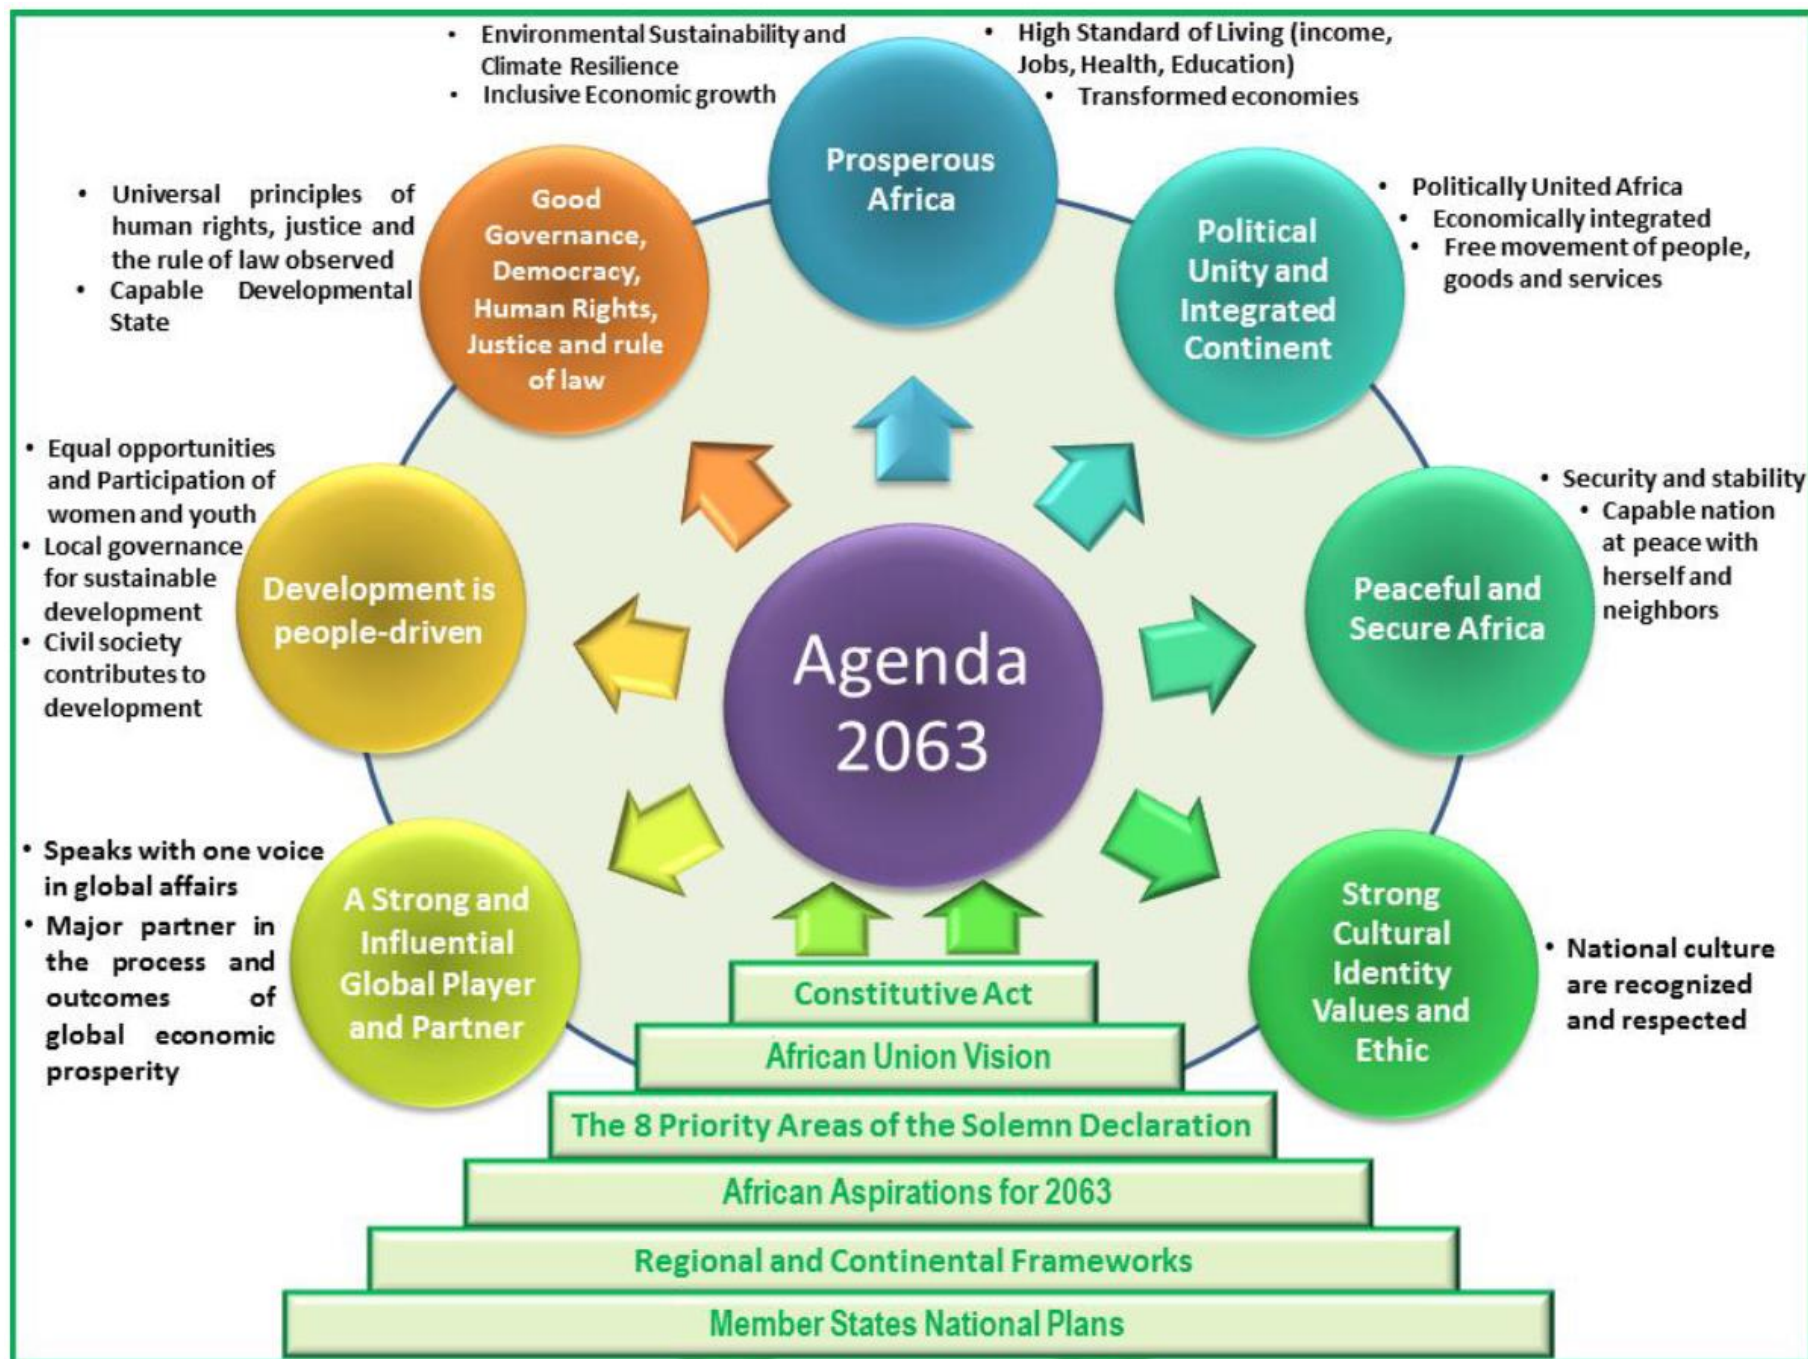 • Environmental Sustainability and
Climate Resilience
• Inclusive Economic growth
• High Standard of Living (income,
Jobs, Health, Education)
• Transformed economies
Prosperous
Africa
• Universal principles of
human rights, justice and
the rule of law observed
• Capable Developmental
State
Good
Governance,
Democracy,
Human Rights,
Justice and rule
of law
Political
Unity and
Integrated
Continent
• Politically United Africa
• Economically integrated
• Free movement of people,
goods and services
• Equal opportunities
and Participation of
women and youth
• Local governance
for sustainable
development
• Civil society
contributes to
development
Development is
people-driven
Agenda
2063
Peaceful and
Secure Africa
• Security and stability
• Capable nation
at peace with
herself and
neighbors
• Speaks with one voice
in global affairs
• Major partner in
the process and
outcomes of
global economic
prosperity
A Strong and
Influential
Global Player
and Partner
Strong
Cultural
Identity
Values and
Ethic
• National culture
are recognized
and respected
Constitutive Act
African Union Vision
The 8 Priority Areas of the Solemn Declaration
African Aspirations for 2063
Regional and Continental Frameworks
Member States National Plans